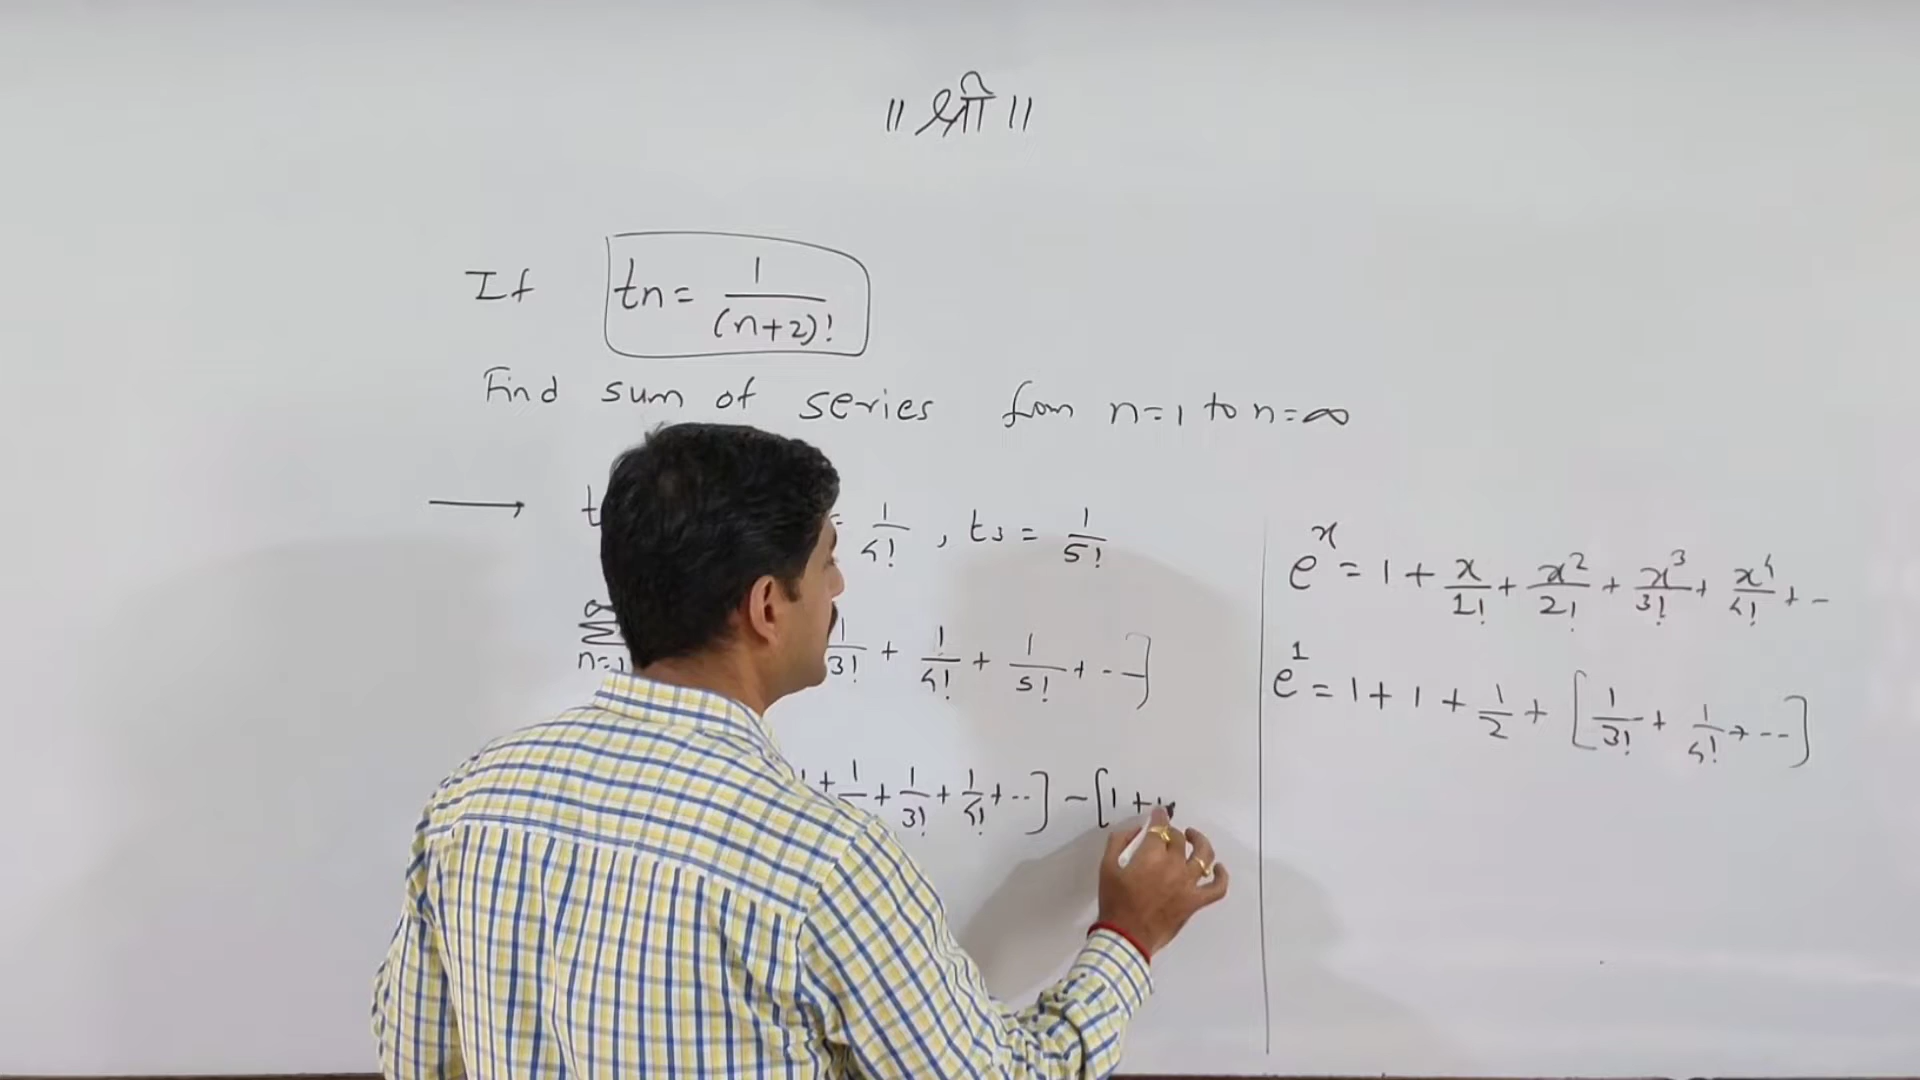 ॥ श्री ॥
If tn = 1/(n+2)!
Find sum of series from n=1 to n=∞
→ t = 1/4! , t3 = 1/5!
n=1 1/3! + 1/4! + 1/5! + --]
+ 1 + 1/3! + 1/4! + --] - [1 +
e^x = 1 + x/1! + x^2/2! + x^3/3! + x^4/4! + --
e^1 = 1 + 1 + 1/2 + [1/3! + 1/4! + --]